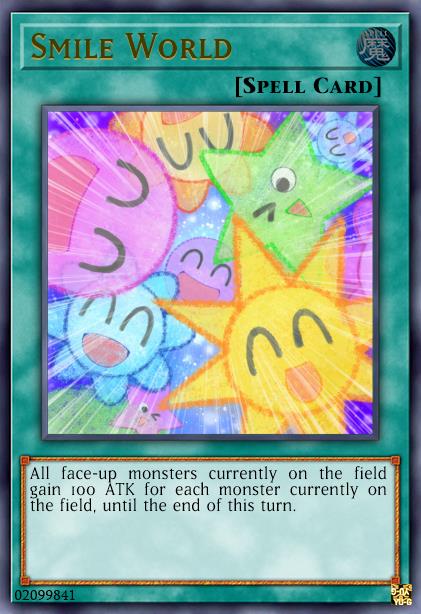 Smile World
魔
[Spell Card]
All face-up monsters currently on the field
gain 100 ATK for each monster currently on
the field, until the end of this turn.
02099841